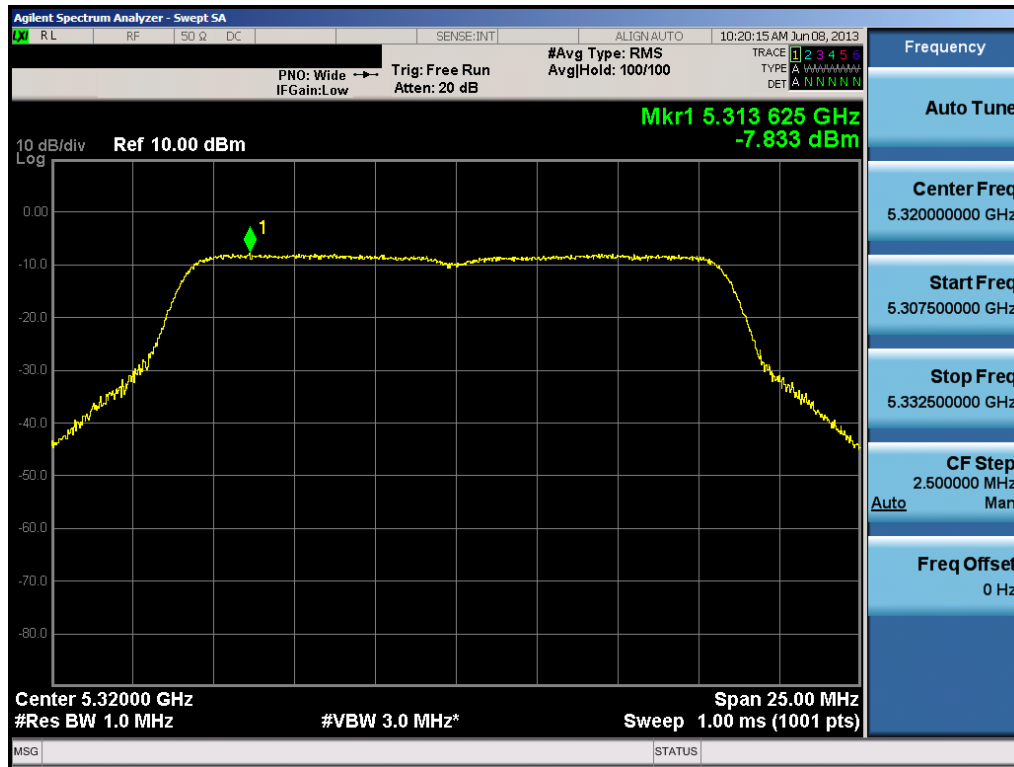 Agilent Spectrum Analyzer - Swept SA
LXI RL RF 50 Ω DC SENSE:INT ALIGN AUTO 10:20:15 AM Jun 08, 2013
PNO: Wide Trig: Free Run #Avg Type: RMS TRACE 1 2 3 4 5 6
IFGain:Low Atten: 20 dB Avg|Hold: 100/100 TYPE A WWWWW
DET A N N N N N
Mkr1 5.313 625 GHz
-7.833 dBm
10 dB/div Ref 10.00 dBm
Log
1
0.00
-10.0
-20.0
-30.0
-40.0
-50.0
-60.0
-70.0
-80.0
Center 5.32000 GHz Span 25.00 MHz
#Res BW 1.0 MHz #VBW 3.0 MHz* Sweep 1.00 ms (1001 pts)
MSG STATUS
Frequency
Auto Tune
Center Freq
5.320000000 GHz
Start Freq
5.307500000 GHz
Stop Freq
5.332500000 GHz
CF Step
2.500000 MHz
Auto Man
Freq Offset
0 Hz